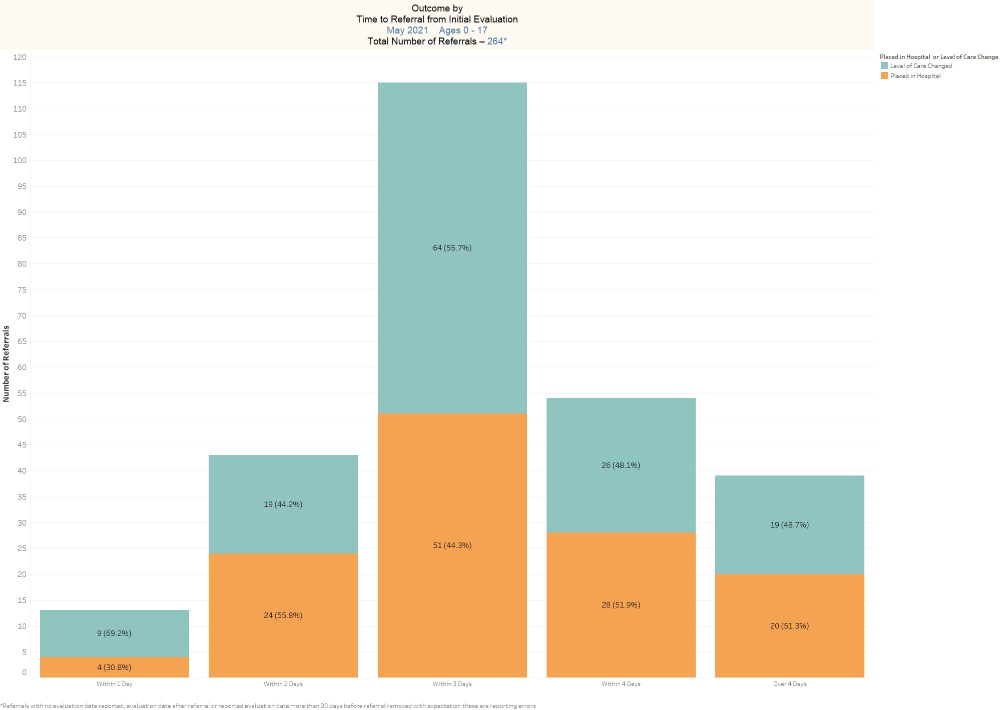 Outcome by
Time to Referral from Initial Evaluation
May 2021 Ages 0 - 17
Total Number of Referrals – 264*
Placed in Hospital or Level of Care Change
Level of Care Changed
Placed in Hospital
Number of Referrals
120
115
110
105
100
95
90
85
80
75
70
65
60
55
50
45
40
35
30
25
20
15
10
5
0
9 (69.2%)
4 (30.8%)
19 (44.2%)
24 (55.8%)
64 (55.7%)
51 (44.3%)
26 (48.1%)
28 (51.9%)
19 (48.7%)
20 (51.3%)
Within 1 Day
Within 2 Days
Within 3 Days
Within 4 Days
Over 4 Days
*Referrals with no evaluation date reported, evaluation date after referral or reported evaluation date more than 30 days before referral removed with expectation these are reporting errors